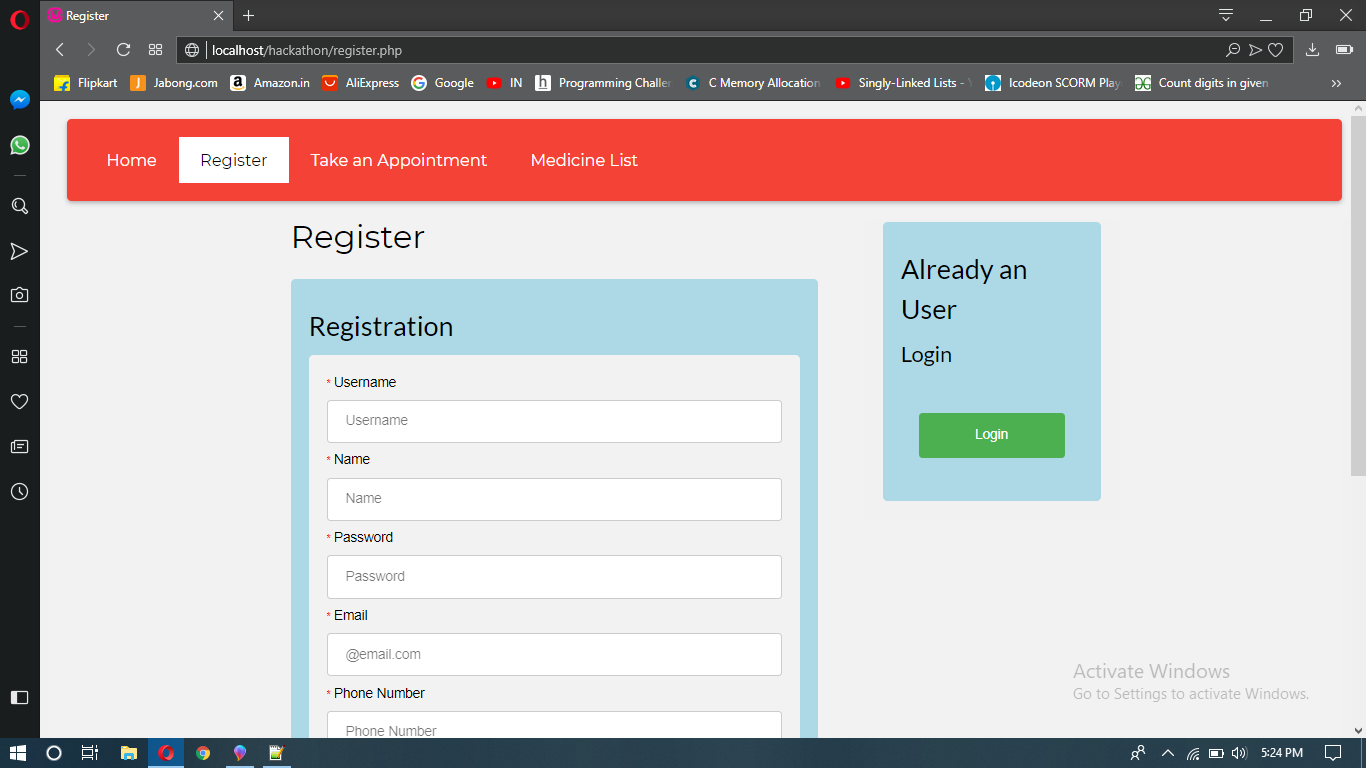 Register
localhost/hackathon/register.php
Flipkart Jabong.com Amazon.in AliExpress Google IN Programming Challen C Memory Allocation Singly-Linked Lists - Icodeon SCORM Play Count digits in given
Home Register Take an Appointment Medicine List
Register
Registration
* Username
Username
* Name
Name
* Password
Password
* Email
@email.com
* Phone Number
Phone Number
Already an
User
Login
Login
Activate Windows
Go to Settings to activate Windows.
5:24 PM